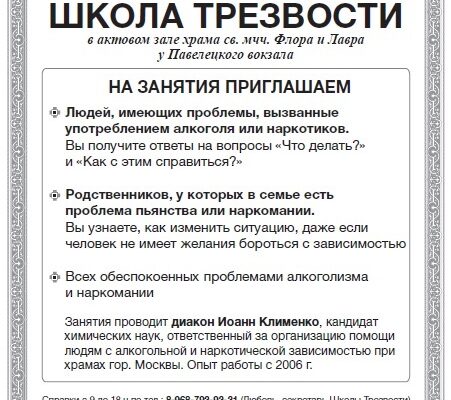 ШКОЛА ТРЕЗВОСТИ
в актовом зале храма св. мчч. Флора и Лавра
у Павелецкого вокзала
НА ЗАНЯТИЯ ПРИГЛАШАЕМ
Людей, имеющих проблемы, вызванные
употреблением алкоголя или наркотиков.
Вы получите ответы на вопросы «Что делать?»
и «Как с этим справиться?»
Родственников, у которых в семье есть
проблема пьянства или наркомании.
Вы узнаете, как изменить ситуацию, даже если
человек не имеет желания бороться с зависимостью
Всех обеспокоенных проблемами алкоголизма
и наркомании
Занятия проводит диакон Иоанн Клименко, кандидат
химических наук, ответственный за организацию помощи
людям с алкогольной и наркотической зависимостью при
храмах гор. Москвы. Опыт работы с 2006 г.
Справки с 9 до 18 ч по тел.: 8-968-793-93-31 (Любовь, секретарь Школы Трезвости)